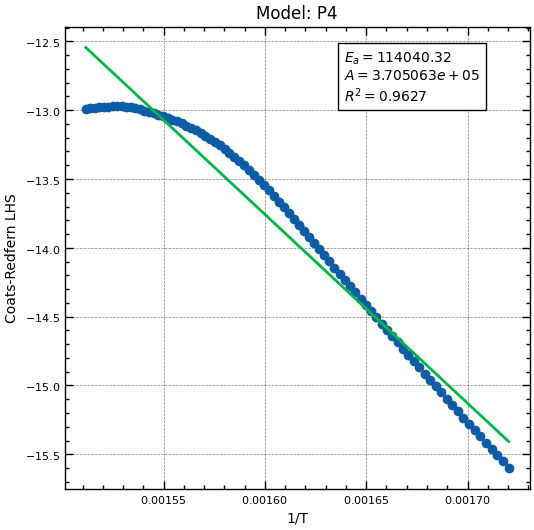 Model: P4
E_a = 114040.32
A = 3.705063e + 05
R² = 0.9627
Coats-Redfern LHS
−12.5
−13.0
−13.5
−14.0
−14.5
−15.0
−15.5
0.00155 0.00160 0.00165 0.00170
1/T